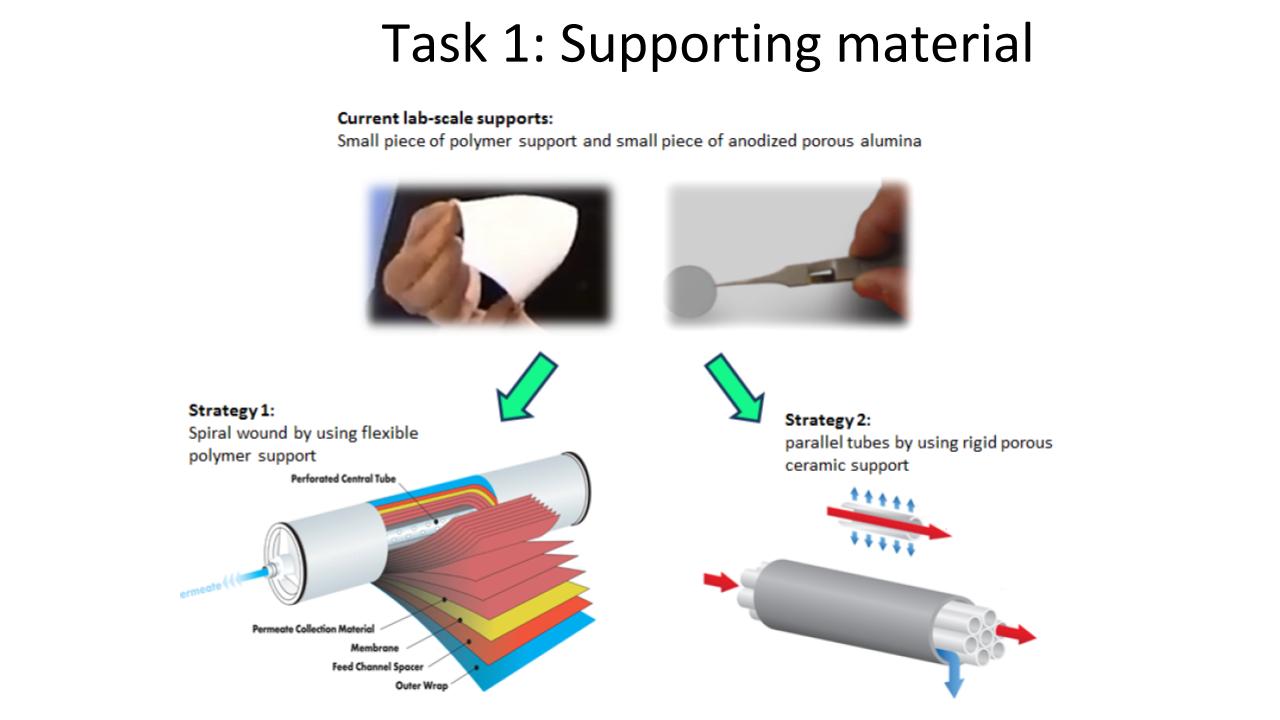 Task 1: Supporting material
Current lab-scale supports:
Small piece of polymer support and small piece of anodized porous alumina
Strategy 1:
Spiral wound by using flexible
polymer support
Perforated Central Tube
ermeate
Permeate Collection Material
Membrane
Feed Channel Spacer
Outer Wrap
Strategy 2:
parallel tubes by using rigid porous
ceramic support